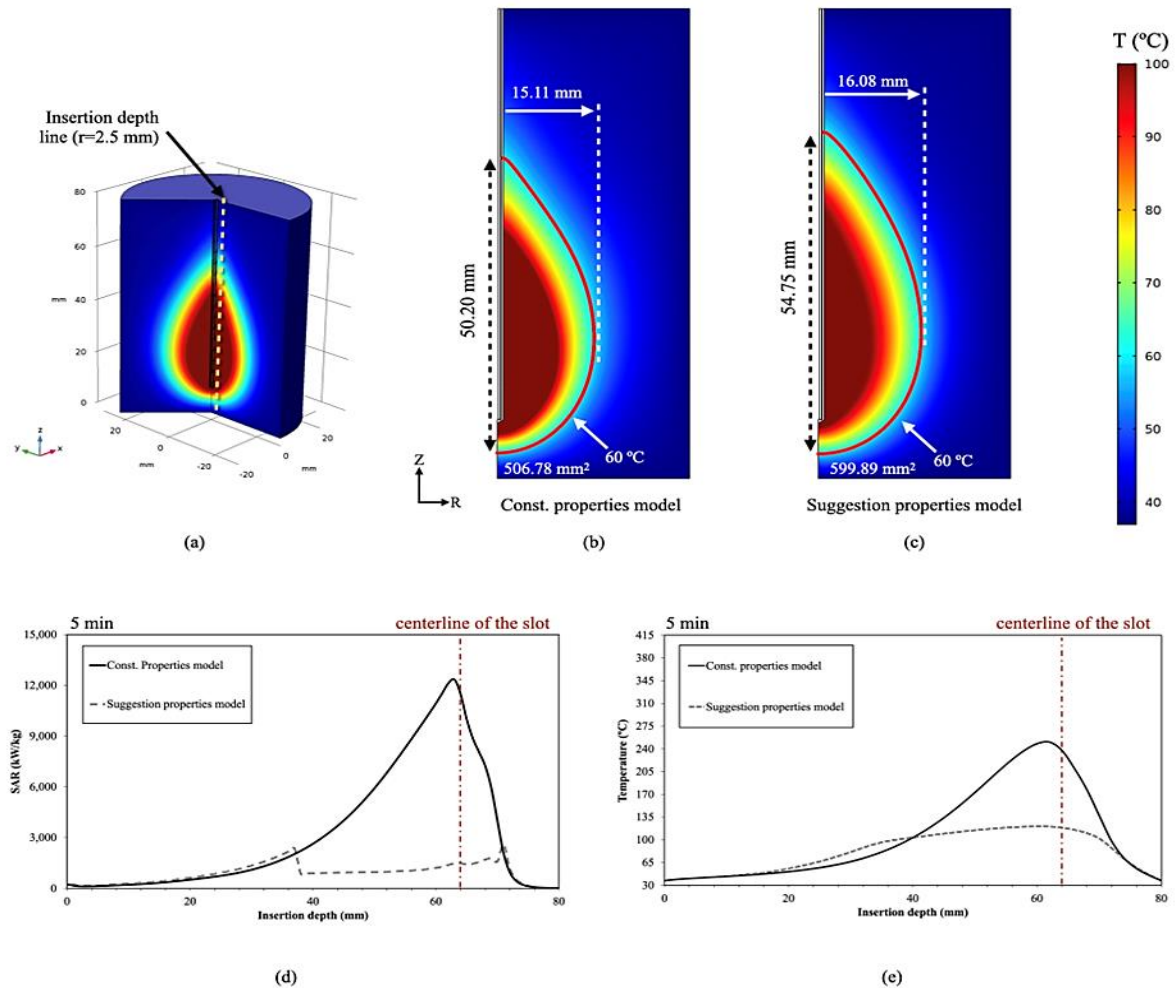 Insertion depth
line (r=2.5 mm)
80
60
40
mm
20
0
20
0
mm
-20
-20
0
20
mm
z
y
x
(a)
15.11 mm
50.20 mm
60 ºC
506.78 mm²
Z
R
Const. properties model
(b)
16.08 mm
54.75 mm
60 ºC
599.89 mm²
Suggestion properties model
(c)
T (ºC)
100
90
80
70
60
50
40
5 min
centerline of the slot
15,000
12,000
9,000
6,000
3,000
0
SAR (kW/kg)
Const. Properties model
Suggestion properties model
0
20
40
60
80
Insertion depth (mm)
(d)
5 min
centerline of the slot
415
380
345
310
275
240
205
170
135
100
65
30
Temperature (ºC)
Const. properties model
Suggestion properties model
0
20
40
60
80
Insertion depth (mm)
(e)